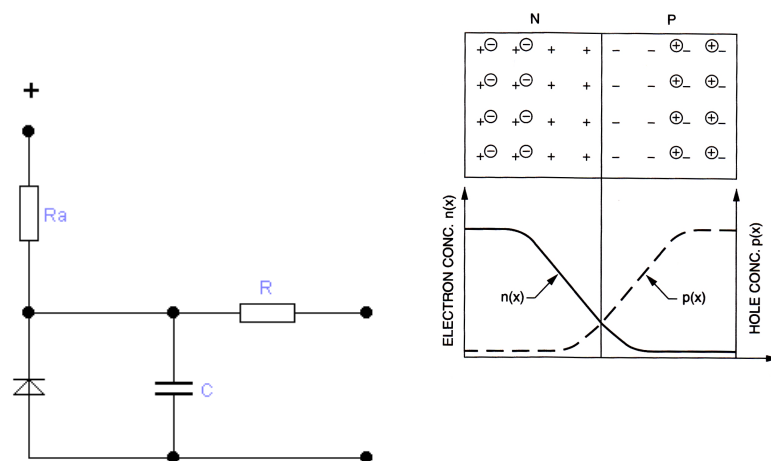 +
Ra
R
C
N P
+⊖ +⊖ + + − − ⊕− ⊕−
+⊖ +⊖ + + − − ⊕− ⊕−
+⊖ +⊖ + + − − ⊕− ⊕−
+⊖ +⊖ + + − − ⊕− ⊕−
ELECTRON CONC. n(x)
n(x)
p(x)
HOLE CONC. p(x)